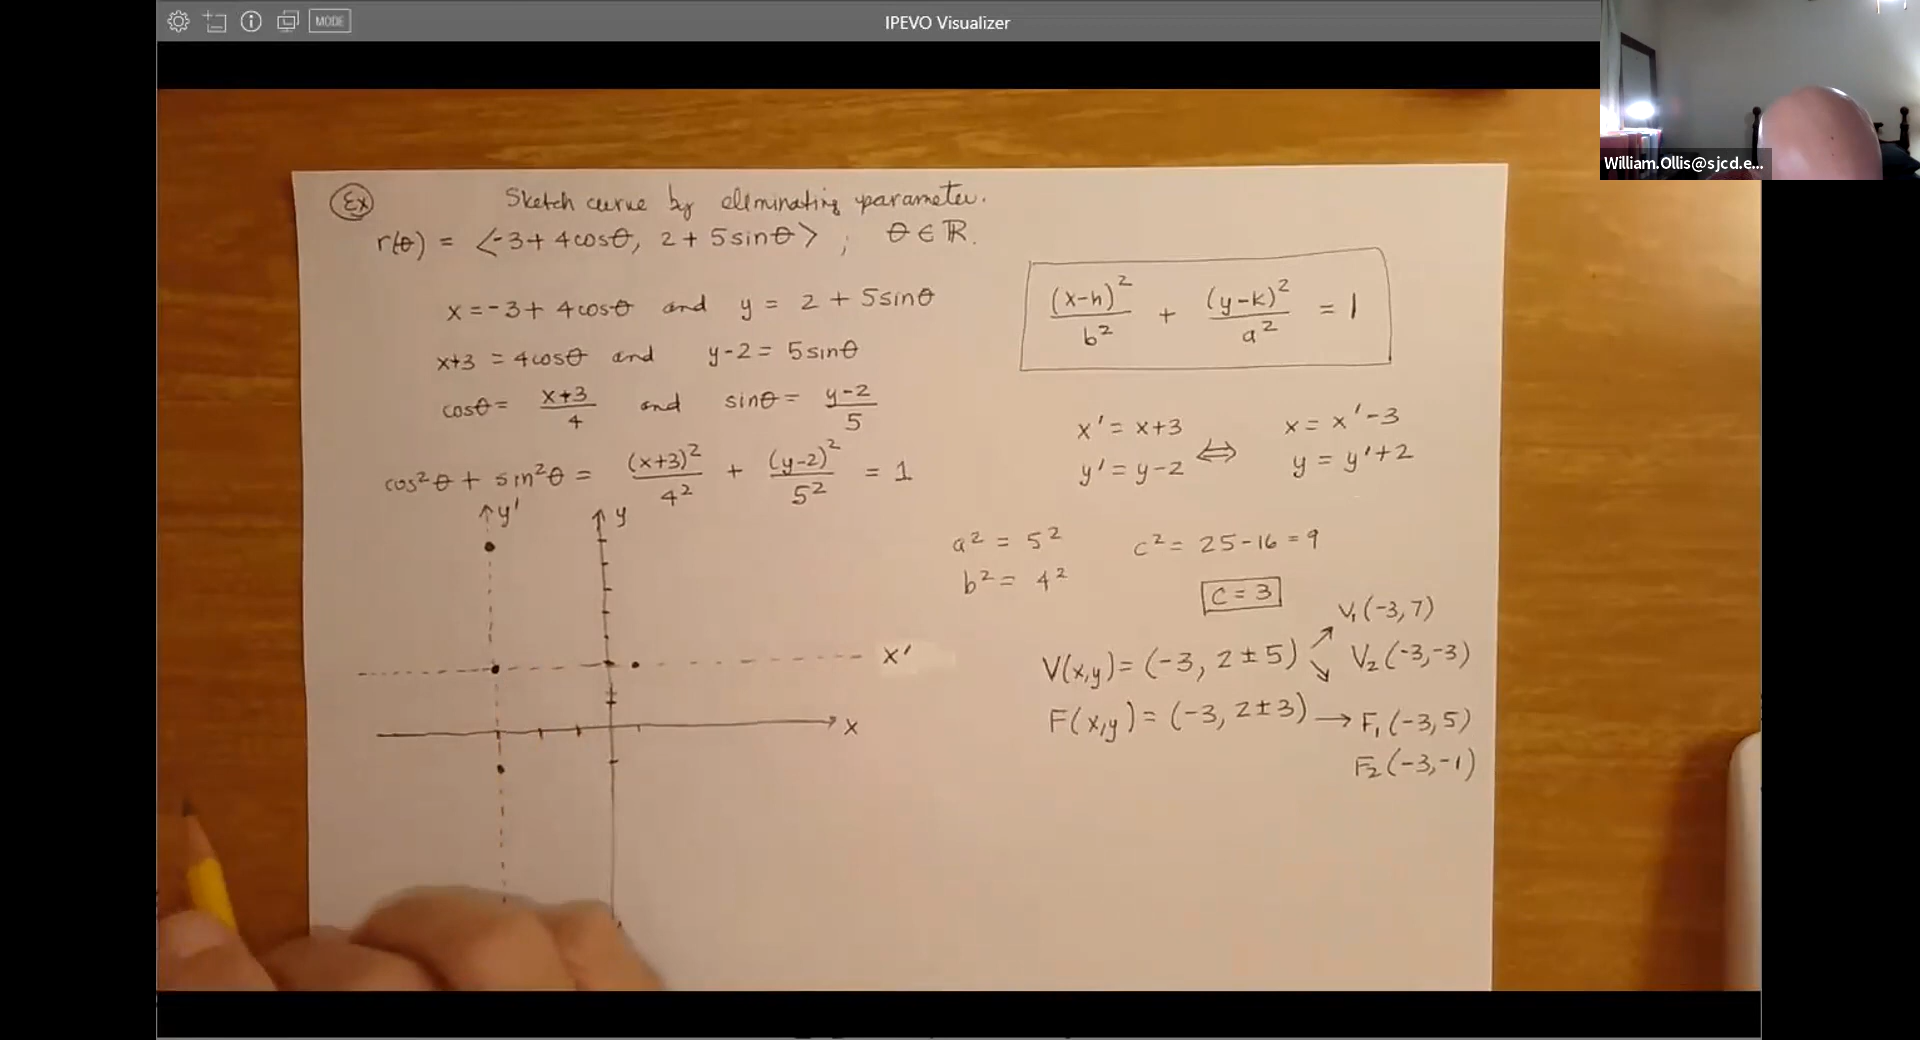 MODE
IPEVO Visualizer
William.Ollis@sjcd.e...
Ex
Sketch curve by eliminating parameter.
r(θ) = <-3+4cosθ, 2+5sinθ> ; θ ∈ ℝ.
x = -3+4cosθ and y = 2+5sinθ
x+3 = 4cosθ and y-2 = 5sinθ
cosθ = (x+3)/4 and sinθ = (y-2)/5
cos²θ + sin²θ = (x+3)²/4² + (y-2)²/5² = 1
y'
y
x'
x
(x-h)²/b² + (y-k)²/a² = 1
x' = x+3 ⇔ x = x'-3
y' = y-2 y = y'+2
a² = 5² c² = 25-16 = 9
b² = 4²
c = 3
V(x,y) = (-3, 2±5) V₁(-3,7)
V₂(-3,-3)
F(x,y) = (-3, 2±3) → F₁(-3,5)
F₂(-3,-1)